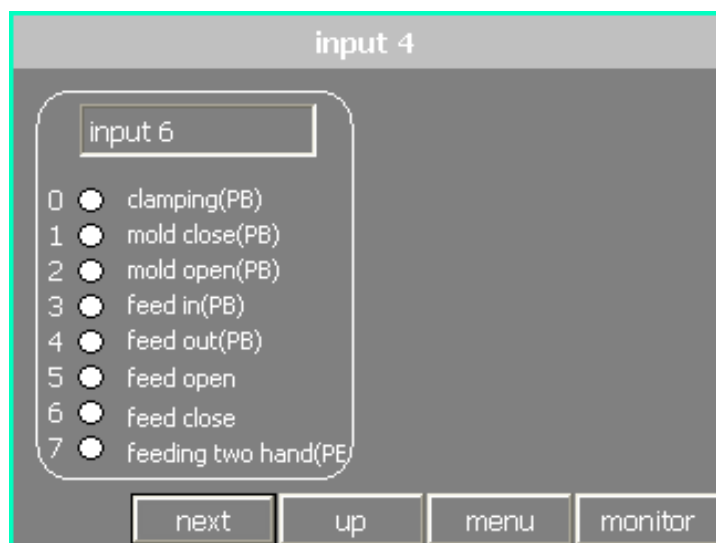 input 4
input 6
0 clamping(PB)
1 mold close(PB)
2 mold open(PB)
3 feed in(PB)
4 feed out(PB)
5 feed open
6 feed close
7 feeding two hand(PE
next up menu monitor